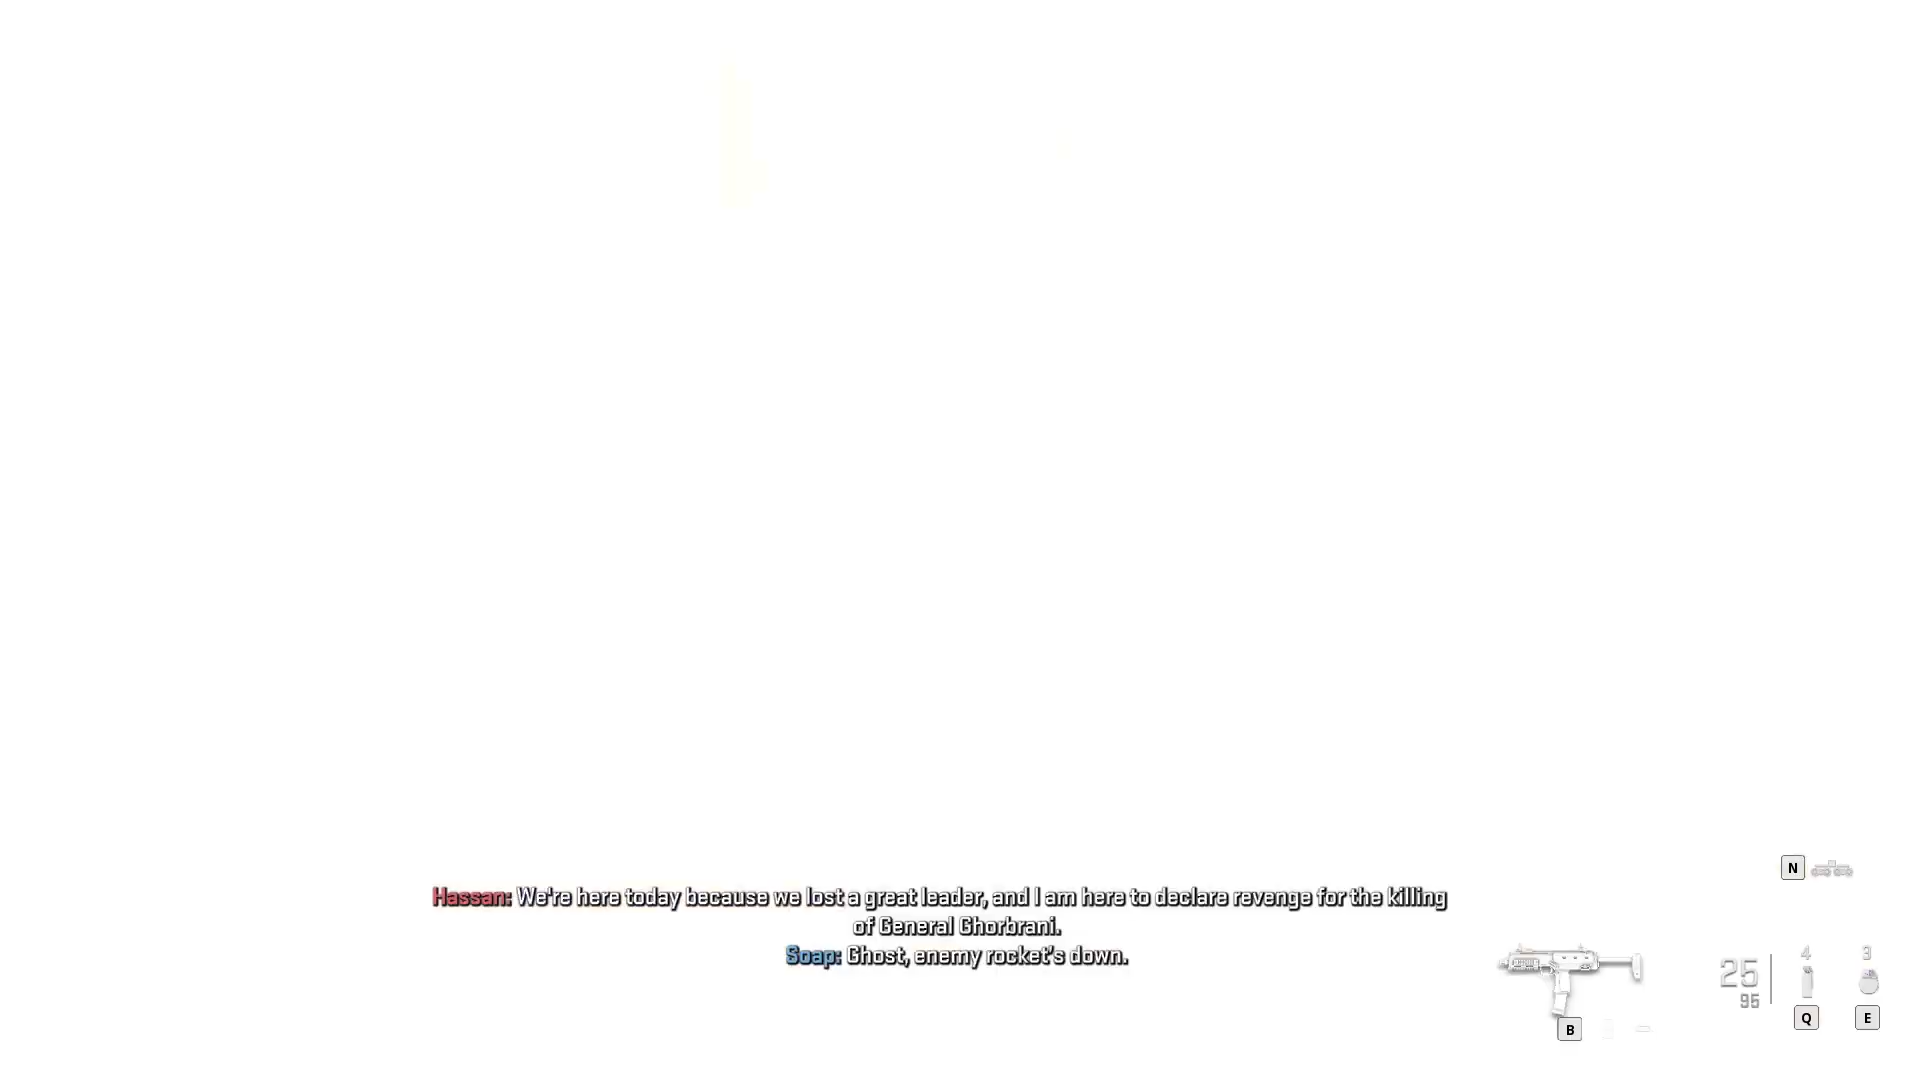 Hassan: We're here today because we lost a great leader, and I am here to declare revenge for the killing
of General Ghorbrani.
Soap: Ghost, enemy rocket's down.
N
4
3
25
95
Q
E
B